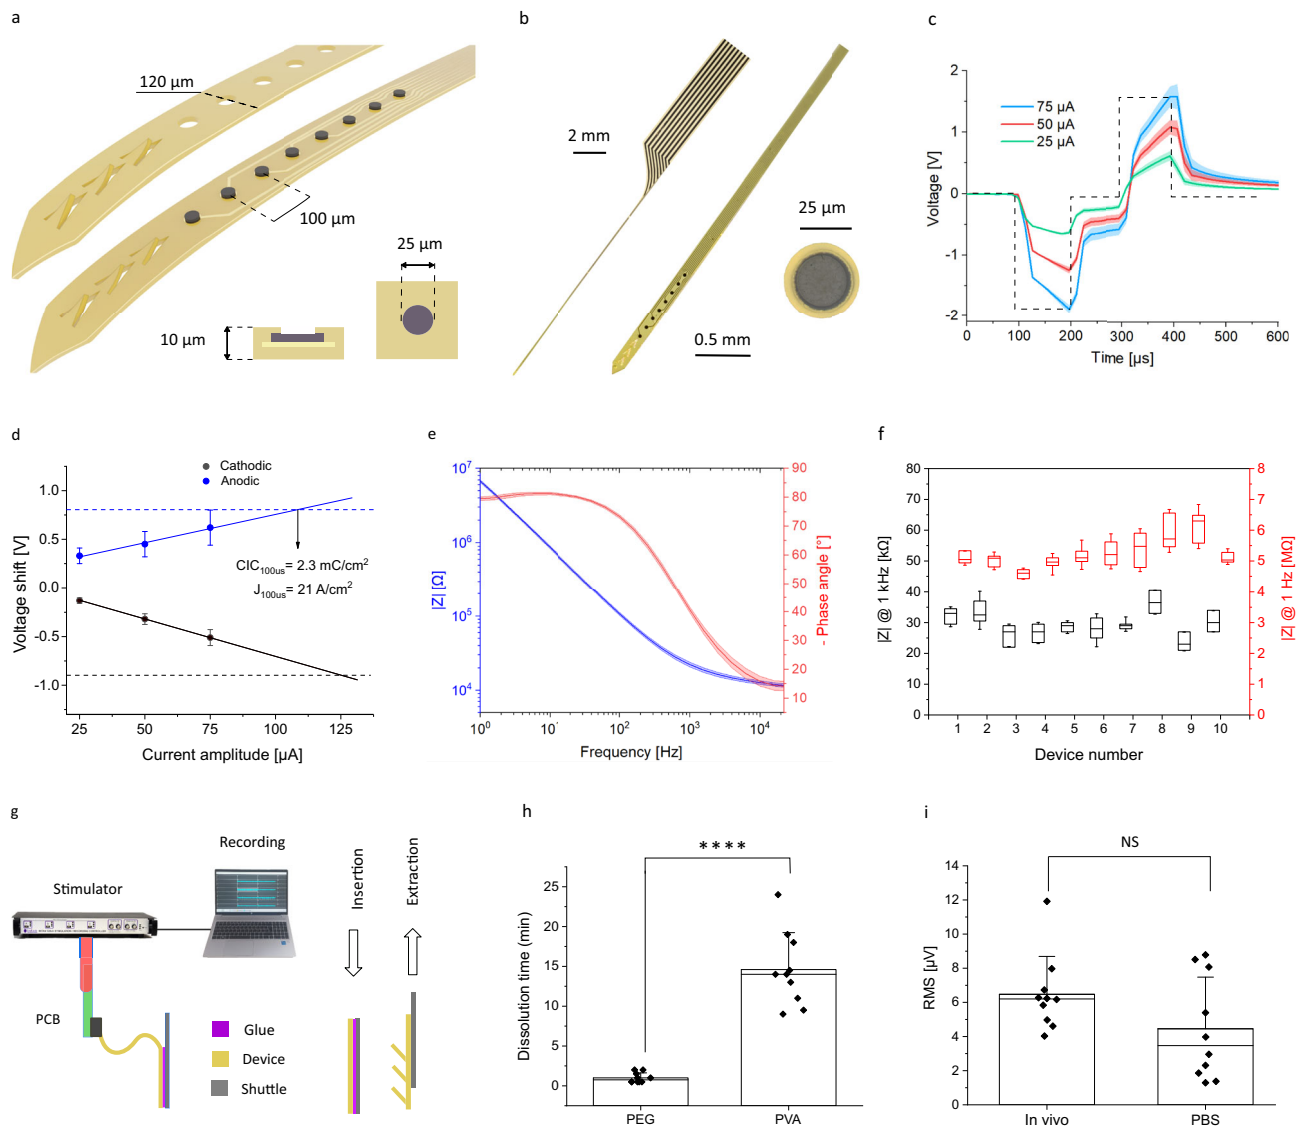 a
120 µm
100 µm
25 µm
10 µm
b
2 mm
25 µm
0.5 mm
c
2
1
0
-1
-2
Voltage [V]
75 µA
50 µA
25 µA
0 100 200 300 400 500 600
Time [µs]
d
Cathodic
Anodic
1.0
0.5
0.0
-0.5
-1.0
Voltage shift [V]
CIC100us= 2.3 mC/cm²
J100us= 21 A/cm²
25 50 75 100 125
Current amplitude [µA]
e
10⁷
10⁶
10⁵
10⁴
|Z| [Ω]
90
80
70
60
50
40
30
20
10
- Phase angle [°]
10⁰ 10¹ 10² 10³ 10⁴
Frequency [Hz]
f
80
70
60
50
40
30
20
10
0
|Z| @ 1 kHz [kΩ]
8
7
6
5
4
3
2
1
0
|Z| @ 1 Hz [MΩ]
1 2 3 4 5 6 7 8 9 10
Device number
g
Stimulator
Recording
PCB
Glue
Device
Shuttle
Insertion
Extraction
h
****
25
20
15
10
5
0
Dissolution time (min)
PEG PVA
i
NS
14
12
10
8
6
4
2
0
RMS [µV]
In vivo PBS